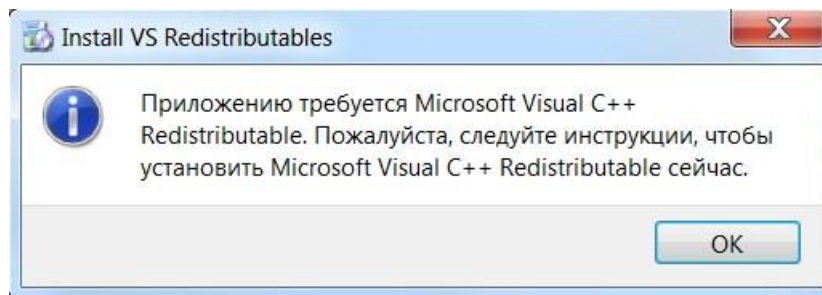 Install VS Redistributables
Приложению требуется Microsoft Visual C++
Redistributable. Пожалуйста, следуйте инструкции, чтобы
установить Microsoft Visual C++ Redistributable сейчас.
OK